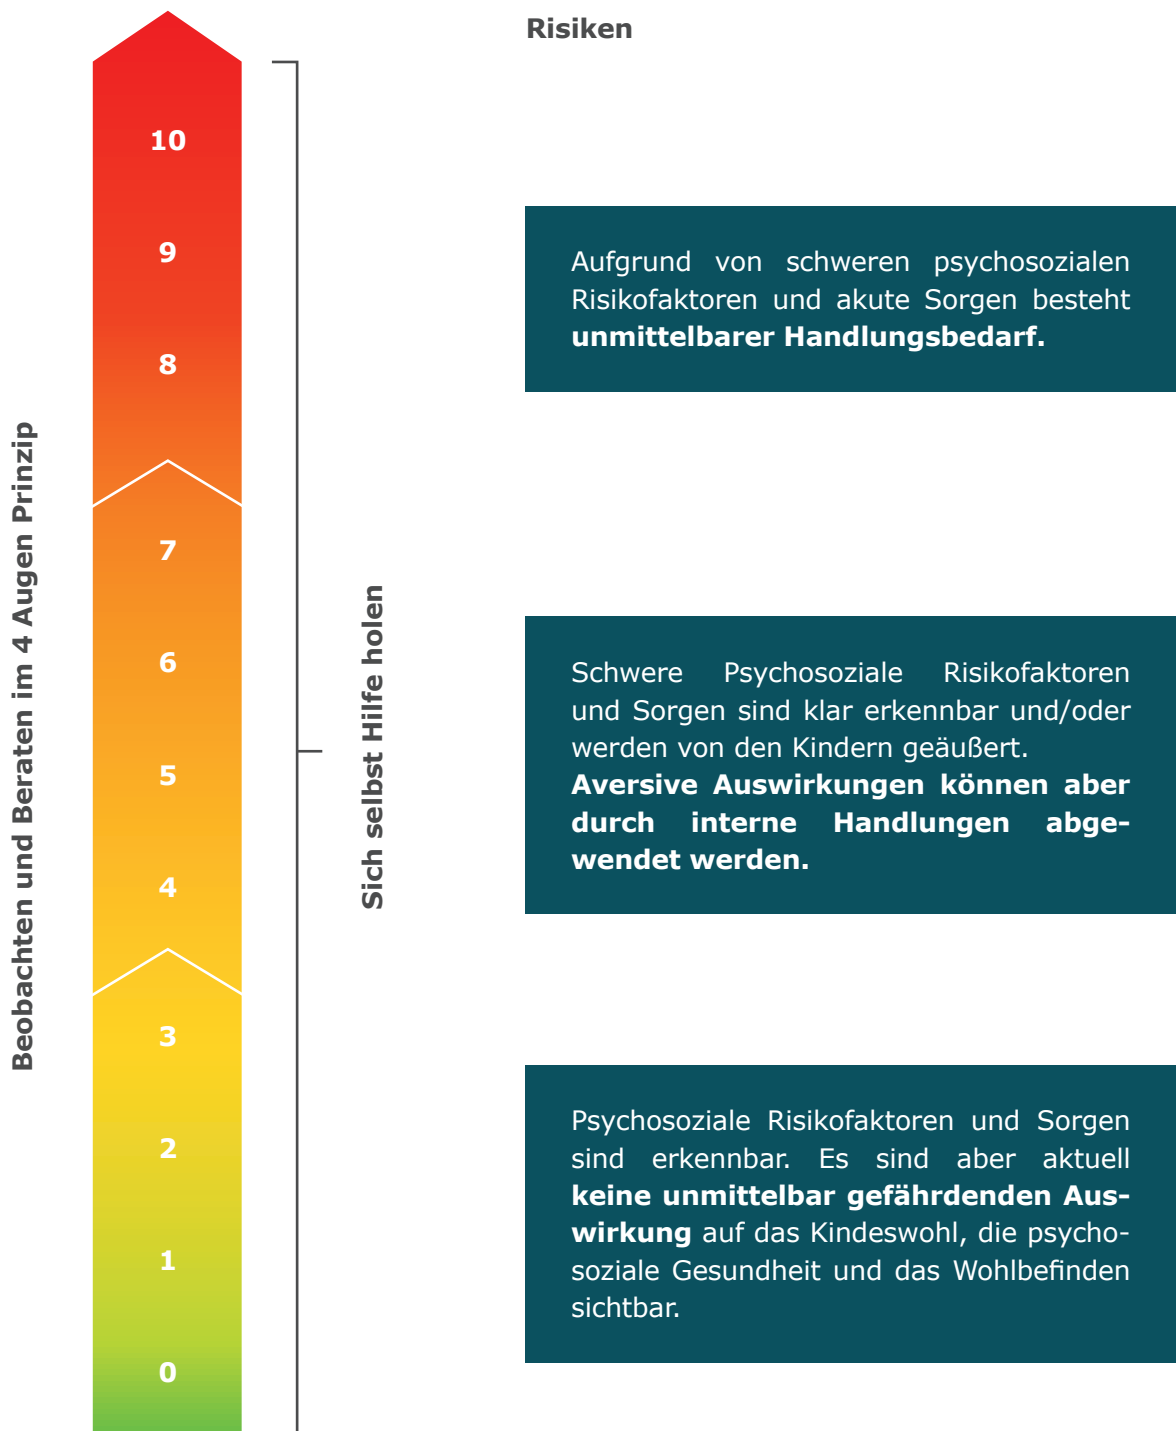 Risiken
10
9
8
7
6
5
4
3
2
1
0
Beobachten und Beraten im 4 Augen Prinzip
Sich selbst Hilfe holen
Aufgrund von schweren psychosozialen
Risikofaktoren und akute Sorgen besteht
unmittelbarer Handlungsbedarf.
Schwere Psychosoziale Risikofaktoren
und Sorgen sind klar erkennbar und/oder
werden von den Kindern geäußert.
Aversive Auswirkungen können aber
durch interne Handlungen abge-
wendet werden.
Psychosoziale Risikofaktoren und Sorgen
sind erkennbar. Es sind aber aktuell
keine unmittelbar gefährdenden Aus-
wirkung auf das Kindeswohl, die psycho-
soziale Gesundheit und das Wohlbefinden
sichtbar.